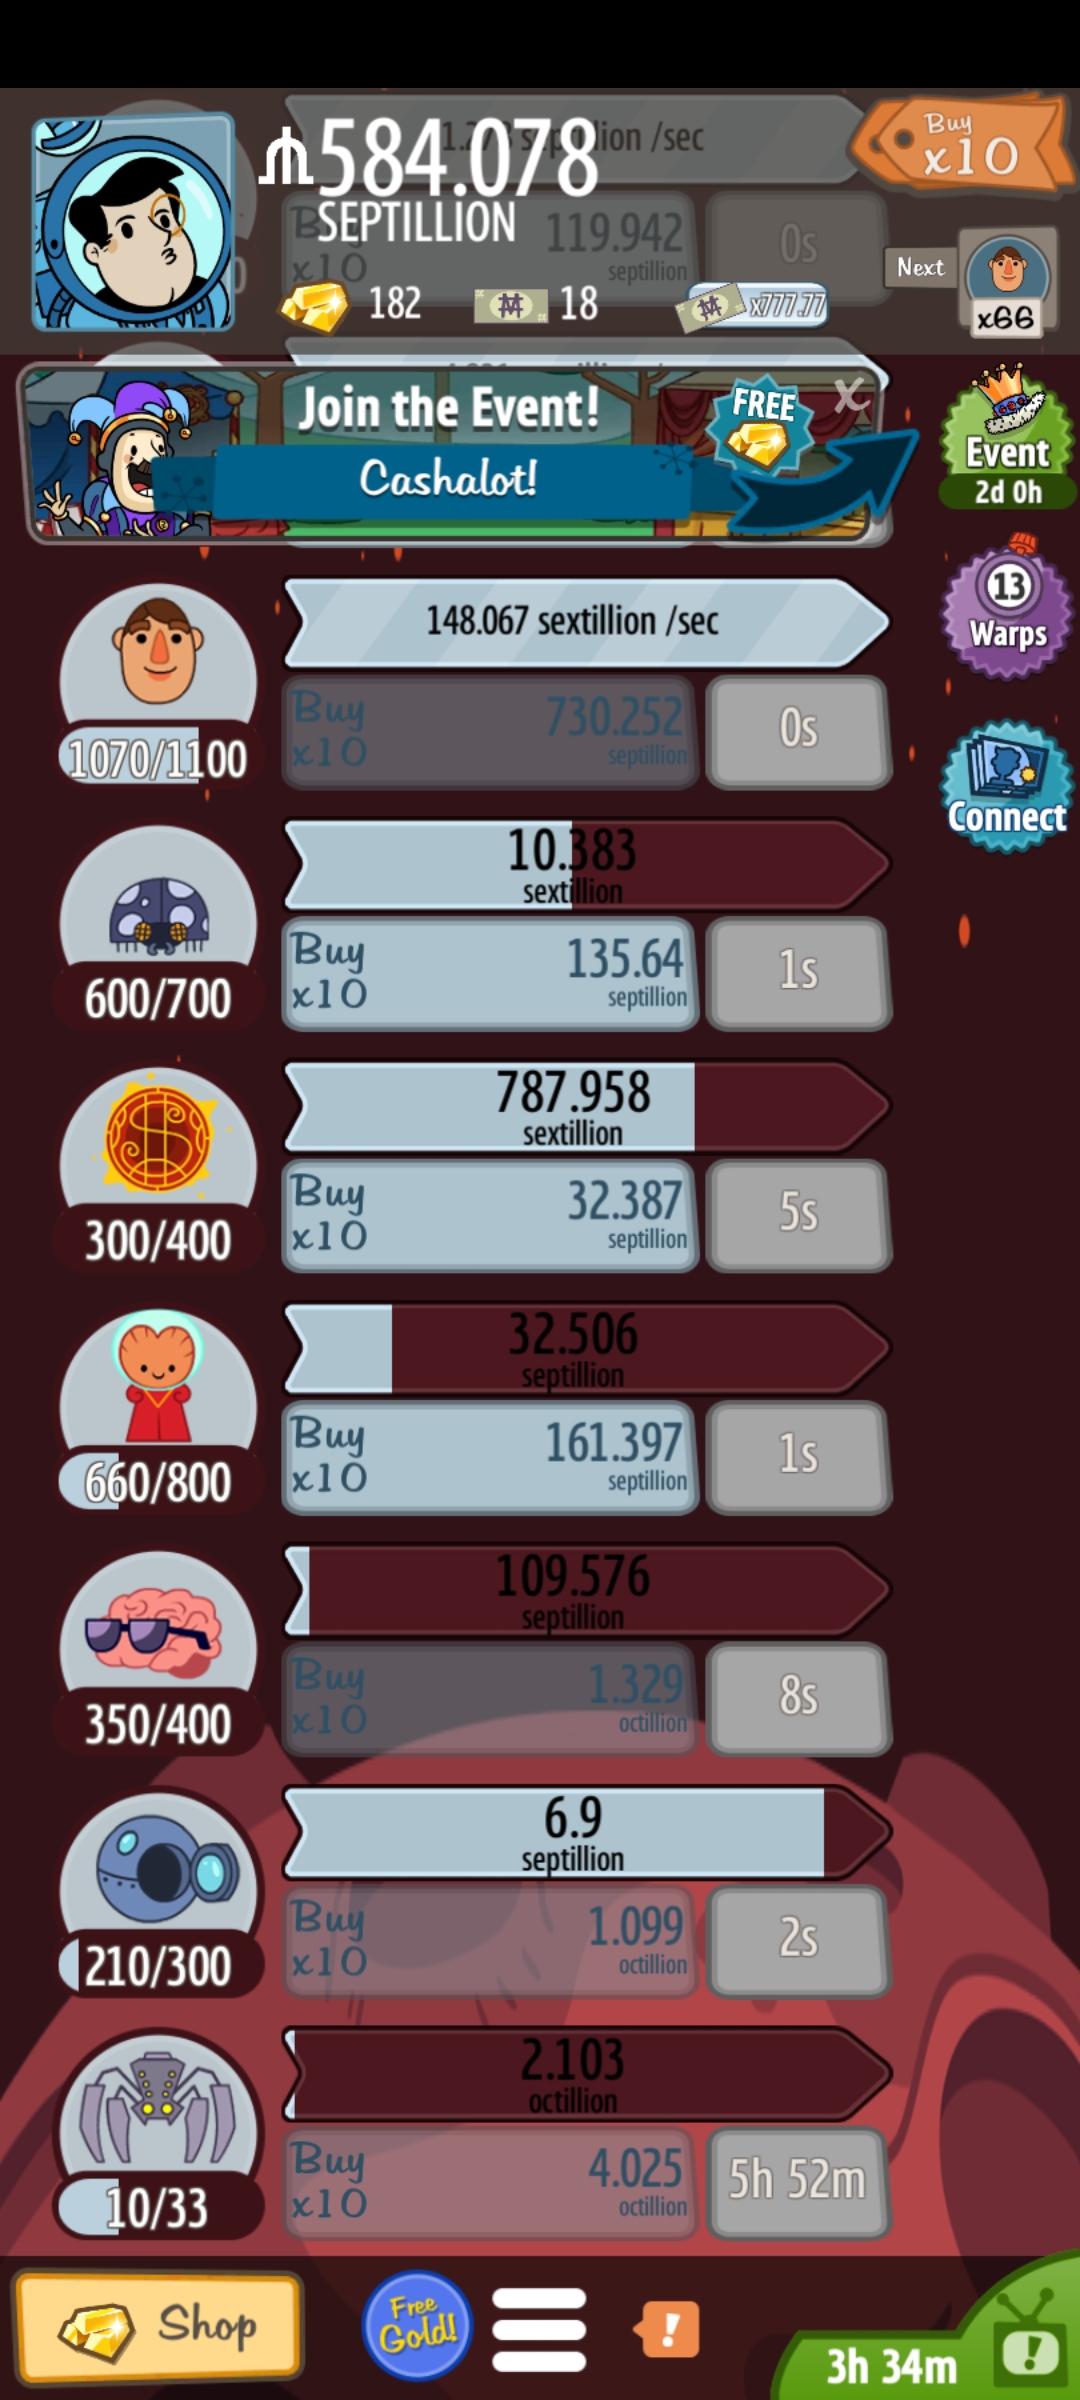 584.078
SEPTILLION
182
18
x777.77
Buy
x10
Next
x66
septillion /sec
Buy
x10
119.942
septillion
0s
Join the Event!
Cashalot!
FREE
X
Event
2d 0h
13
Warps
Connect
148.067 sextillion /sec
1070/1100
Buy
x10
730.252
septillion
0s
10.383
sextillion
600/700
Buy
x10
135.64
septillion
1s
787.958
sextillion
300/400
Buy
x10
32.387
septillion
5s
32.506
septillion
660/800
Buy
x10
161.397
septillion
1s
109.576
septillion
350/400
Buy
x10
1.329
octillion
8s
6.9
septillion
210/300
Buy
x10
1.099
octillion
2s
2.103
octillion
10/33
Buy
x10
4.025
octillion
5h 52m
Shop
Free
Gold!
!
3h 34m
!